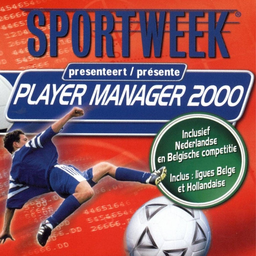 SPORTWEEK®
presenteert / présente
PLAYER MANAGER 2000
Inclusief
Nederlandse
en Belgische competitie
Inclus : ligues Belge
et Hollandaise